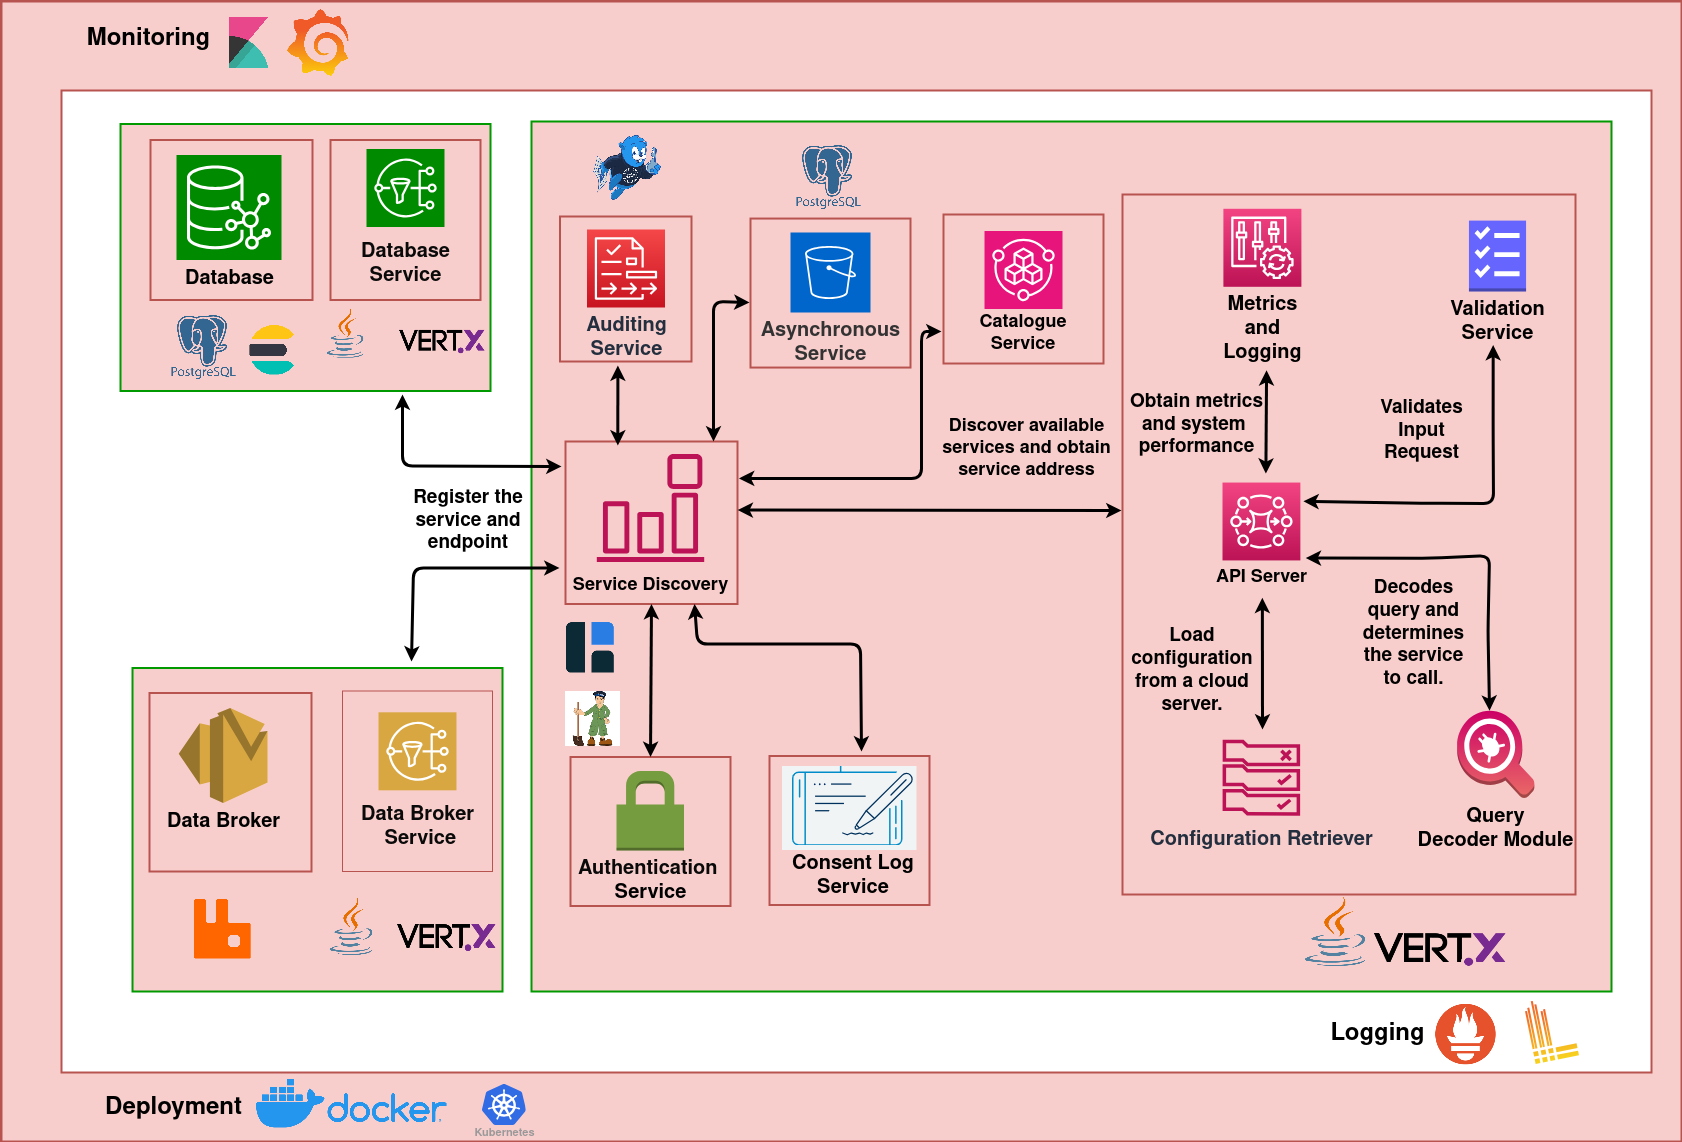 Monitoring
Database
Database
Service
PostgreSQL
VERT.X
PostgreSQL
Auditing
Service
Asynchronous
Service
Catalogue
Service
Metrics
and
Logging
Validation
Service
Obtain metrics
and system
performance
Validates
Input
Request
Discover available
services and obtain
service address
Register the
service and
endpoint
Service Discovery
API Server
Decodes
query and
determines
the service
to call.
Load
configuration
from a cloud
server.
Data Broker
Data Broker
Service
VERT.X
Authentication
Service
Consent Log
Service
Configuration Retriever
Query
Decoder Module
VERT.X
Logging
Deployment
docker
Kubernetes